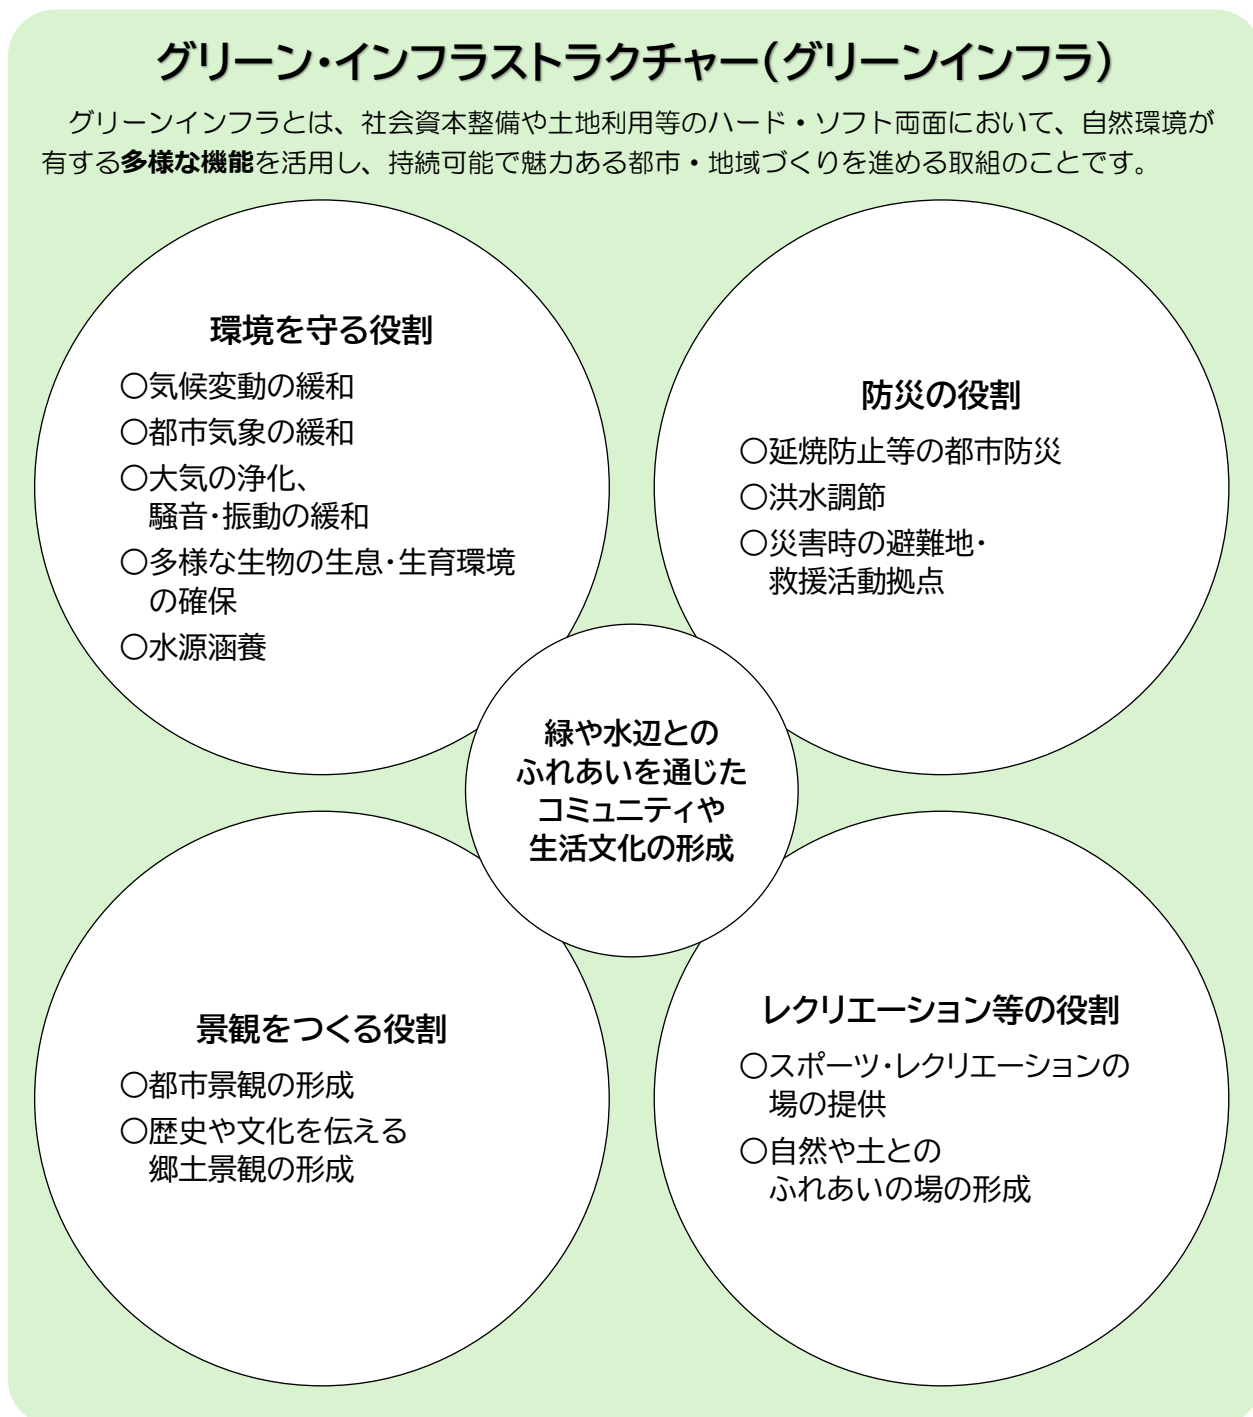 グリーン・インフラストラクチャー(グリーンインフラ)
グリーンインフラとは、社会資本整備や土地利用等のハード・ソフト両面において、自然環境が
有する多様な機能を活用し、持続可能で魅力ある都市・地域づくりを進める取組のことです。
環境を守る役割
〇気候変動の緩和
〇都市気象の緩和
〇大気の浄化、
騒音・振動の緩和
〇多様な生物の生息・生育環境
の確保
〇水源涵養
防災の役割
〇延焼防止等の都市防災
〇洪水調節
〇災害時の避難地・
救援活動拠点
緑や水辺との
ふれあいを通じた
コミュニティや
生活文化の形成
景観をつくる役割
〇都市景観の形成
〇歴史や文化を伝える
郷土景観の形成
レクリエーション等の役割
〇スポーツ・レクリエーションの
場の提供
〇自然や土との
ふれあいの場の形成